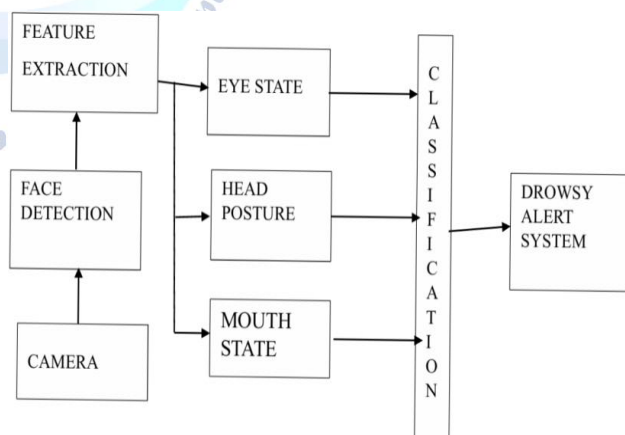 FEATURE
EXTRACTION
EYE STATE
C
L
A
S
S
I
F
I
C
A
T
I
O
N
FACE
DETECTION
HEAD
POSTURE
DROWSY
ALERT
SYSTEM
CAMERA
MOUTH
STATE